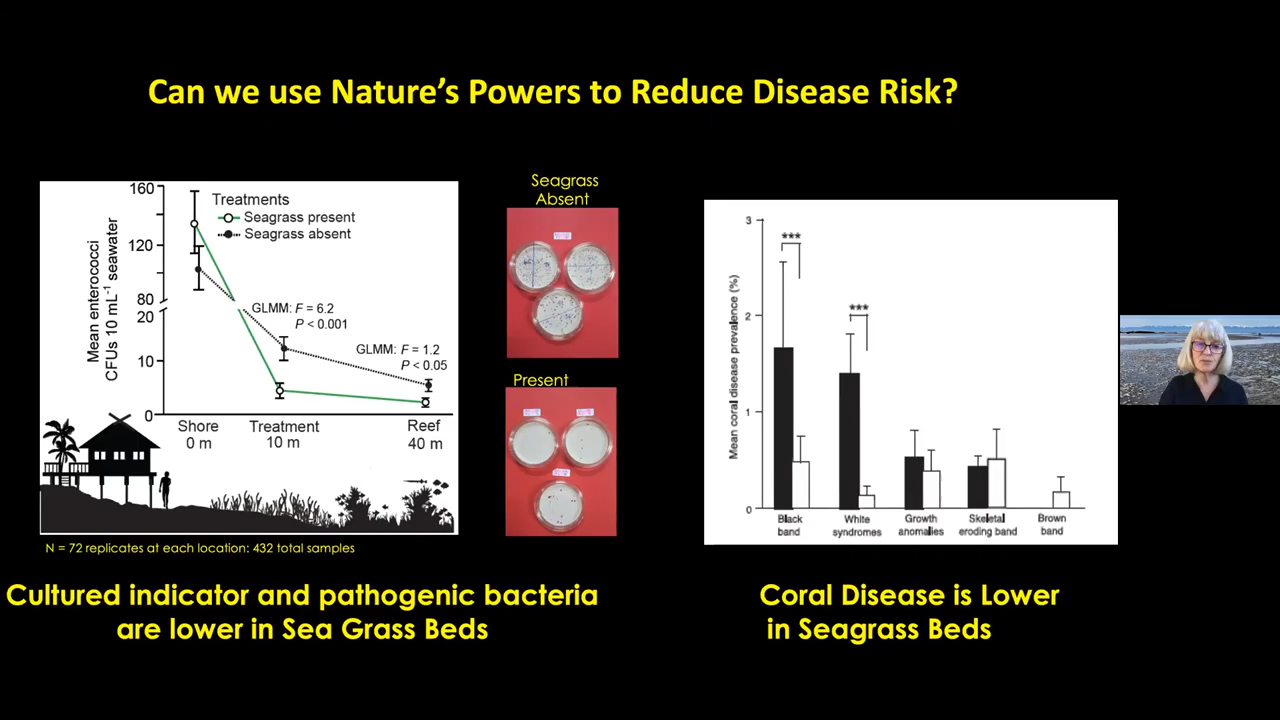 Can we use Nature's Powers to Reduce Disease Risk?
160
120
80
20
10
0
Mean enterococci
CFUs 10 mL-1 seawater
Treatments
Seagrass present
Seagrass absent
GLMM: F = 6.2
P < 0.001
GLMM: F = 1.2
P < 0.05
Shore
0 m
Treatment
10 m
Reef
40 m
N = 72 replicates at each location: 432 total samples
Seagrass
Absent
Present
3
2
1
0
Mean coral disease prevalence (%)
***
***
Black
band
White
syndromes
Growth
anomalies
Skeletal
eroding band
Brown
band
Cultured indicator and pathogenic bacteria
are lower in Sea Grass Beds
Coral Disease is Lower
in Seagrass Beds